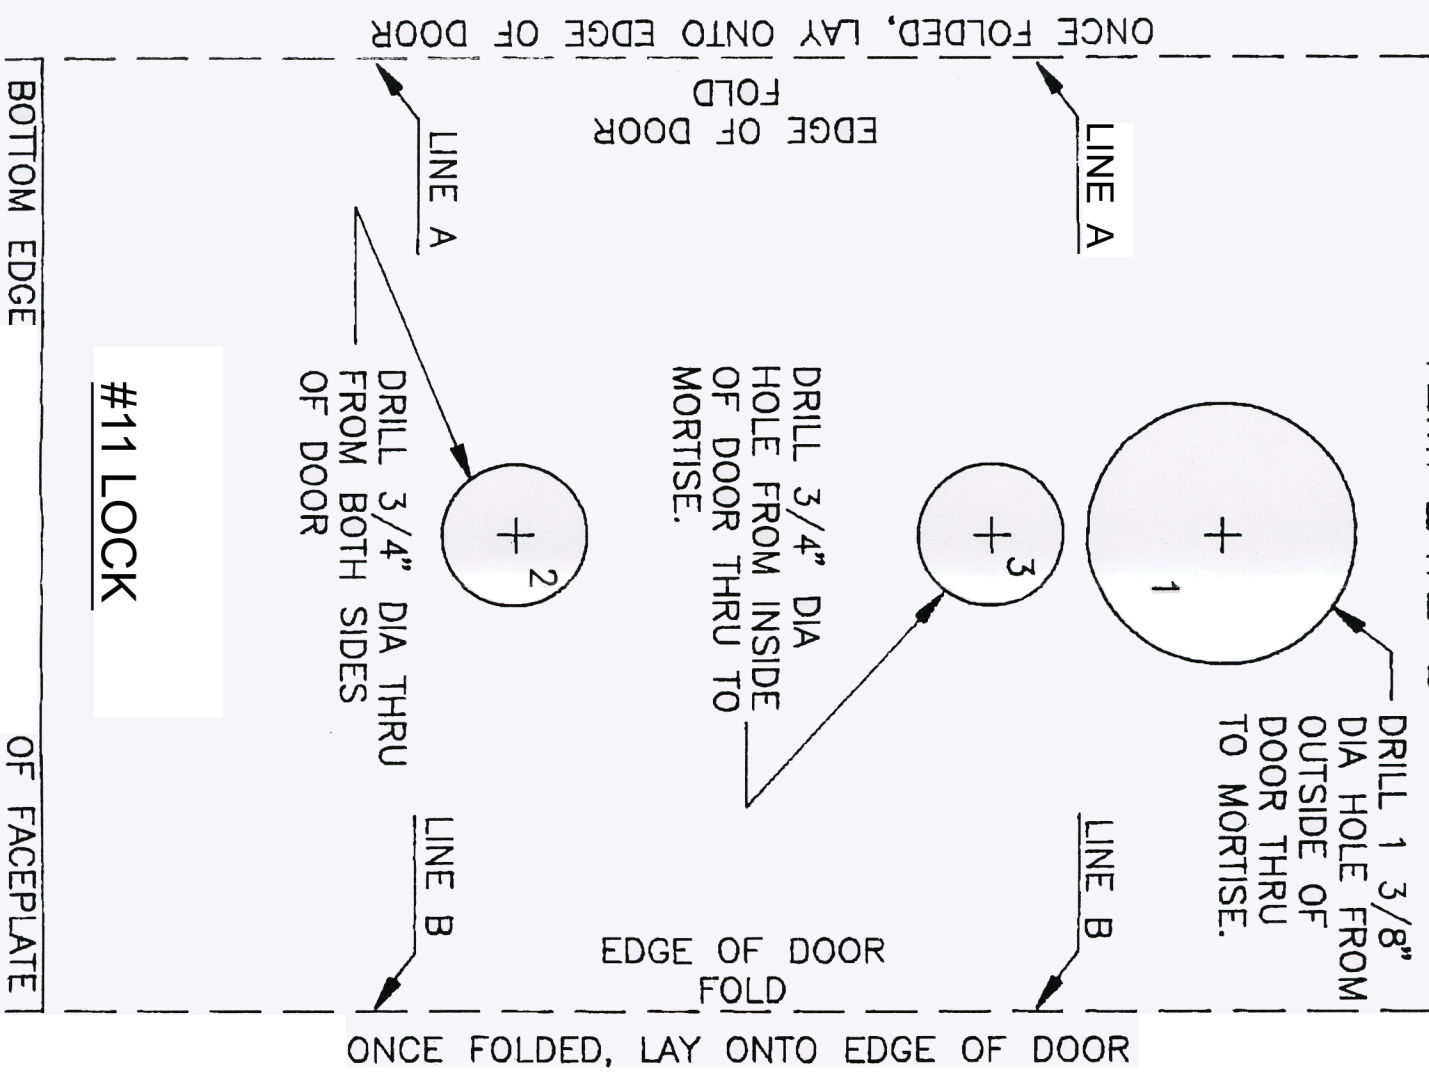 ONCE FOLDED, LAY ONTO EDGE OF DOOR
EDGE OF DOOR
FOLD
LINE A
LINE A
DRILL 1 3/8"
DIA HOLE FROM
OUTSIDE OF
DOOR THRU
TO MORTISE.
1
3
DRILL 3/4" DIA
HOLE FROM INSIDE
OF DOOR THRU TO
MORTISE.
2
DRILL 3/4" DIA THRU
FROM BOTH SIDES
OF DOOR
#11 LOCK
BOTTOM EDGE OF FACEPLATE
LINE B
LINE B
EDGE OF DOOR
FOLD
ONCE FOLDED, LAY ONTO EDGE OF DOOR